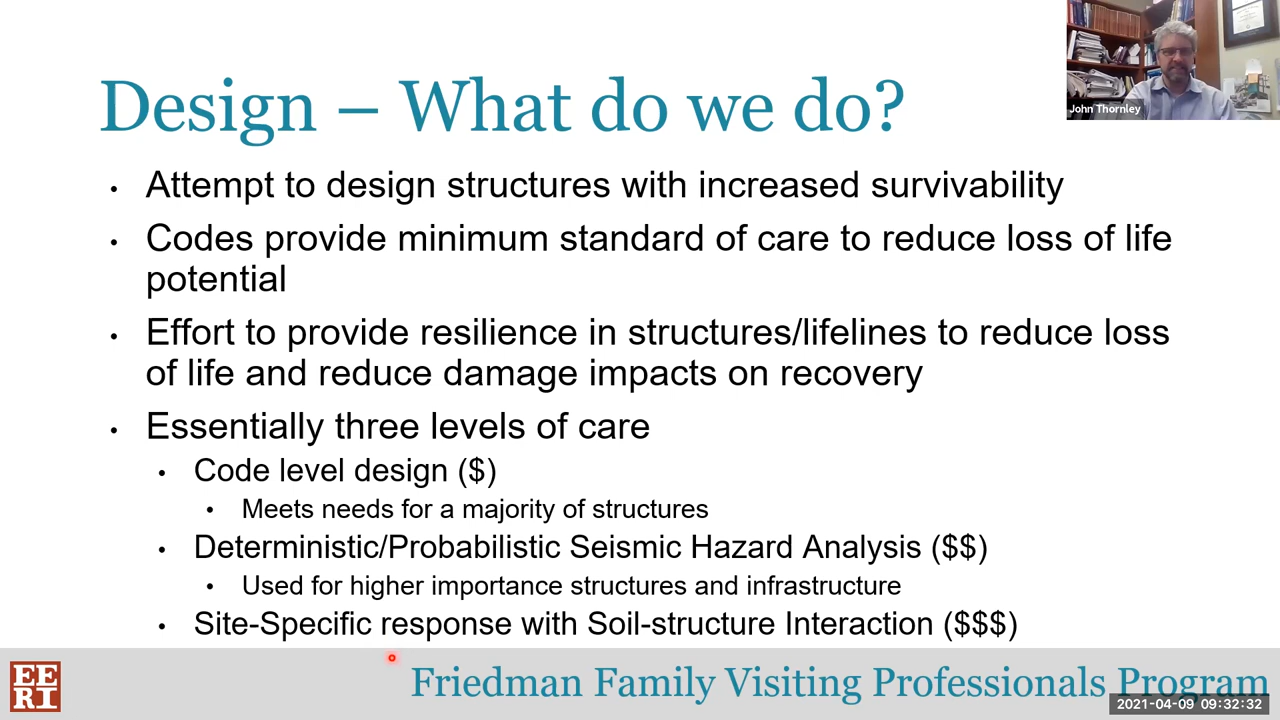 Design – What do we do?
John Thornley
• Attempt to design structures with increased survivability
• Codes provide minimum standard of care to reduce loss of life
potential
• Effort to provide resilience in structures/lifelines to reduce loss
of life and reduce damage impacts on recovery
• Essentially three levels of care
• Code level design ($)
• Meets needs for a majority of structures
• Deterministic/Probabilistic Seismic Hazard Analysis ($$)
• Used for higher importance structures and infrastructure
• Site-Specific response with Soil-structure Interaction ($$$)
EE
RI
Friedman Family Visiting Professionals Program
2021-04-09 09:32:32